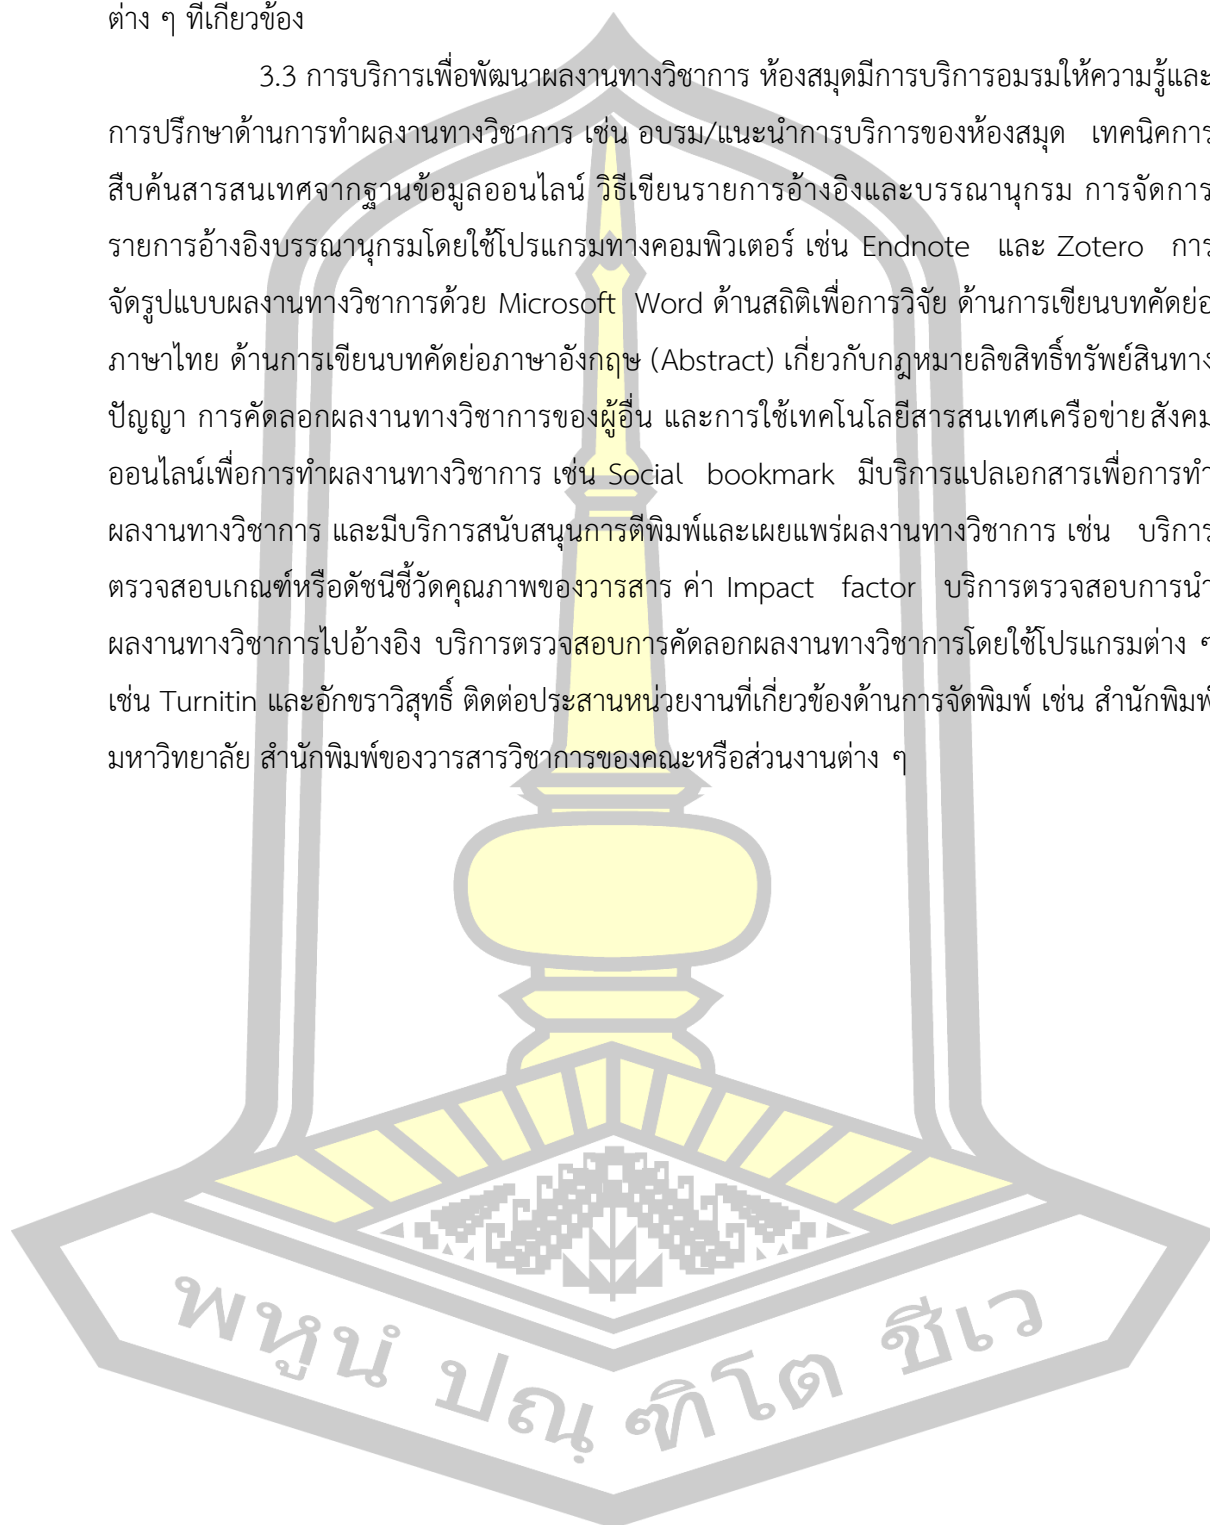 ต่าง ๆ ที่เกี่ยวข้อง
3.3 การบริการเพื่อพัฒนาผลงานทางวิชาการ ห้องสมุดมีการบริการอมรมให้ความรู้และ
การปรึกษาด้านการทำผลงานทางวิชาการ เช่น อบรม/แนะนำการบริการของห้องสมุด เทคนิคการ
สืบค้นสารสนเทศจากฐานข้อมูลออนไลน์ วิธีเขียนรายการอ้างอิงและบรรณานุกรม การจัดการ
รายการอ้างอิงบรรณานุกรมโดยใช้โปรแกรมทางคอมพิวเตอร์ เช่น Endnote และ Zotero การ
จัดรูปแบบผลงานทางวิชาการด้วย Microsoft Word ด้านสถิติเพื่อการวิจัย ด้านการเขียนบทคัดย่อ
ภาษาไทย ด้านการเขียนบทคัดย่อภาษาอังกฤษ (Abstract) เกี่ยวกับกฎหมายลิขสิทธิ์ทรัพย์สินทาง
ปัญญา การคัดลอกผลงานทางวิชาการของผู้อื่น และการใช้เทคโนโลยีสารสนเทศเครือข่ายสังคม
ออนไลน์เพื่อการทำผลงานทางวิชาการ เช่น Social bookmark มีบริการแปลเอกสารเพื่อการทำ
ผลงานทางวิชาการ และมีบริการสนับสนุนการตีพิมพ์และเผยแพร่ผลงานทางวิชาการ เช่น บริการ
ตรวจสอบเกณฑ์หรือดัชนีชี้วัดคุณภาพของวารสาร ค่า Impact factor บริการตรวจสอบการนำ
ผลงานทางวิชาการไปอ้างอิง บริการตรวจสอบการคัดลอกผลงานทางวิชาการโดยใช้โปรแกรมต่าง ๆ
เช่น Turnitin และอักขราวิสุทธิ์ ติดต่อประสานหน่วยงานที่เกี่ยวข้องด้านการจัดพิมพ์ เช่น สำนักพิมพ์
มหาวิทยาลัย สำนักพิมพ์ของวารสารวิชาการของคณะหรือส่วนงานต่าง ๆ
พหูนํ ปณฺฑิโต ชีเว